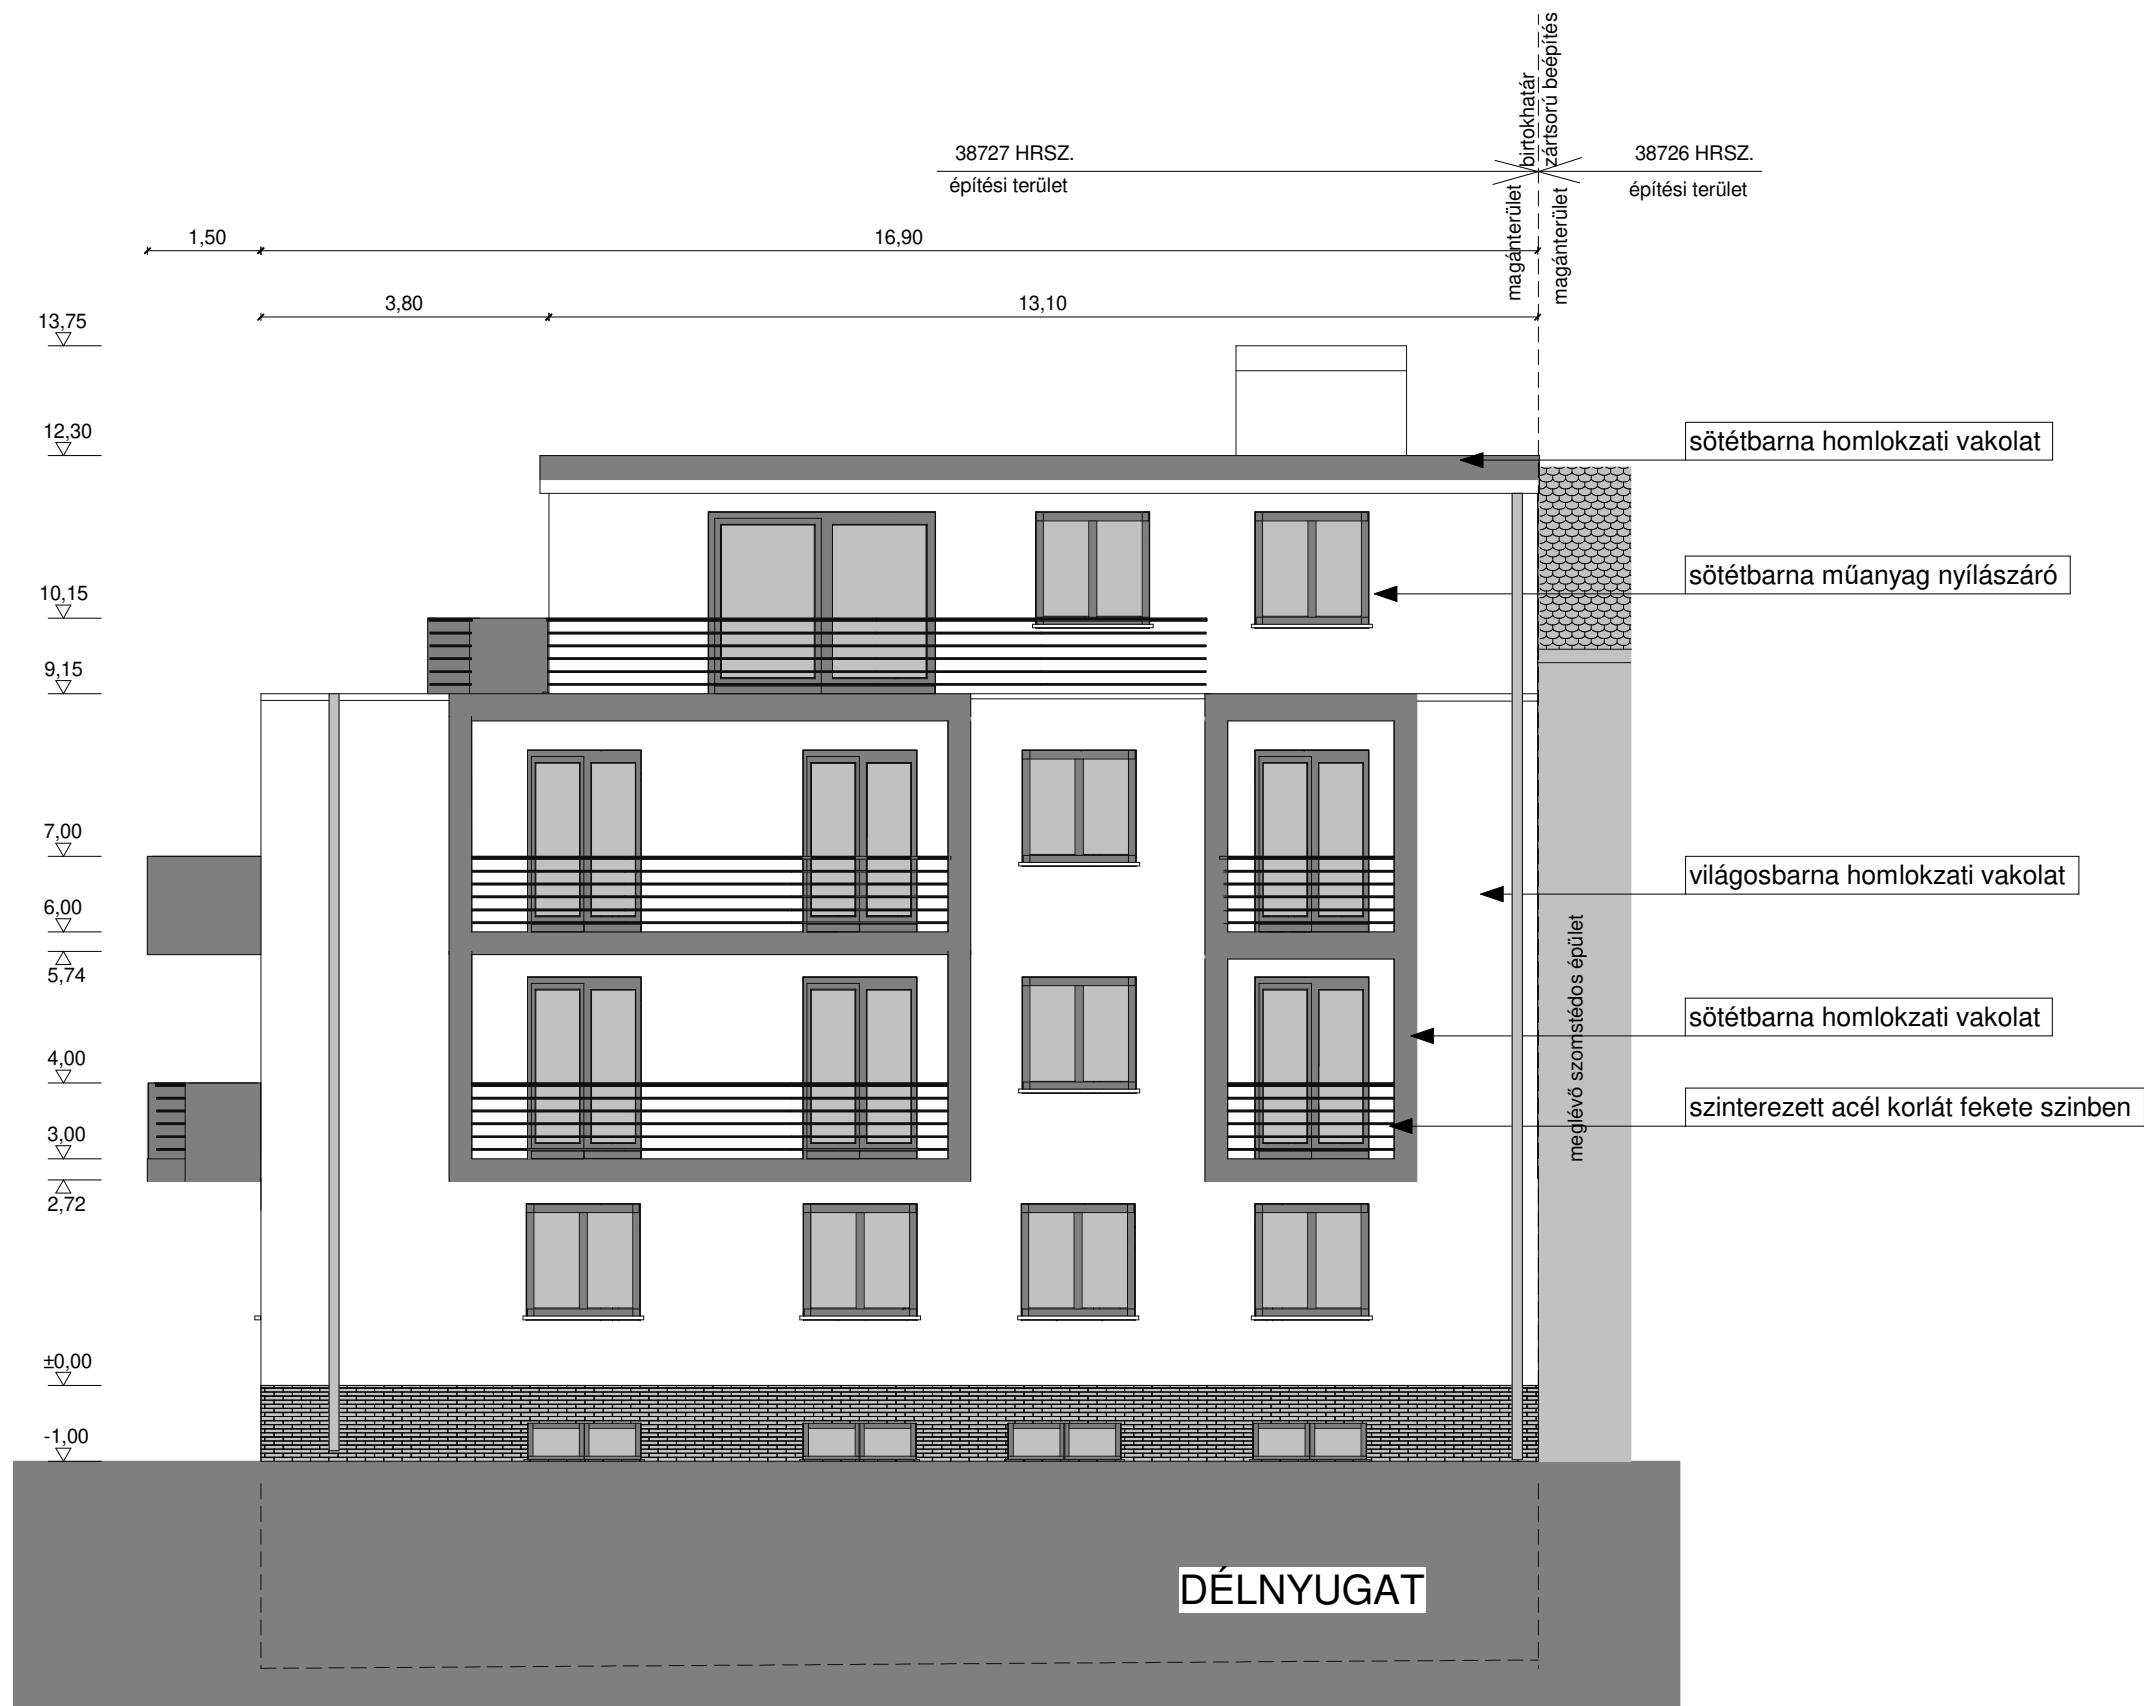 birtokhatár
zártsorú beépítés
38727 HRSZ.
építési terület
38726 HRSZ.
építési terület
magánterület
magánterület
1,50
16,90
3,80
13,10
13,75
12,30
sötétbarna homlokzati vakolat
10,15
sötétbarna műanyag nyílászáró
9,15
7,00
világosbarna homlokzati vakolat
6,00
5,74
meglévő szomstédos épület
sötétbarna homlokzati vakolat
4,00
szinterezett acél korlát fekete szinben
3,00
2,72
±0,00
-1,00
DÉLNYUGAT